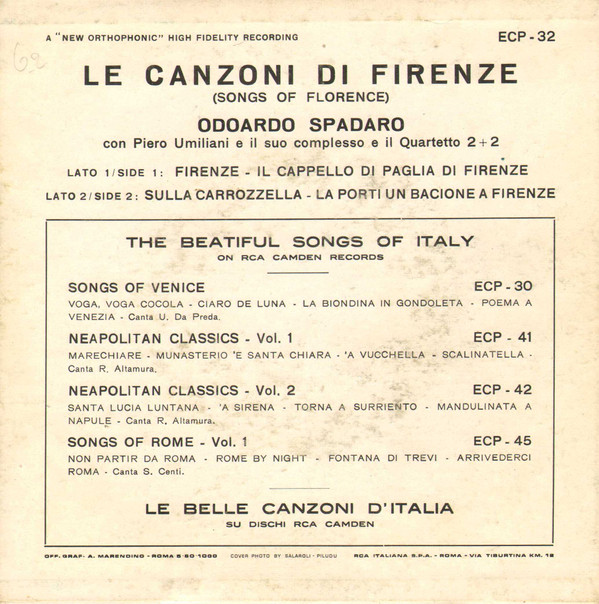 A "NEW ORTHOPHONIC" HIGH FIDELITY RECORDING
ECP - 32
LE CANZONI DI FIRENZE
(SONGS OF FLORENCE)
ODOARDO SPADARO
con Piero Umiliani e il suo complesso e il Quartetto 2+2
LATO 1/SIDE 1: FIRENZE - IL CAPPELLO DI PAGLIA DI FIRENZE
LATO 2/SIDE 2: SULLA CARROZZELLA - LA PORTI UN BACIONE A FIRENZE
THE BEATIFUL SONGS OF ITALY
ON RCA CAMDEN RECORDS
SONGS OF VENICE ECP - 30
VOGA, VOGA COCOLA - CIARO DE LUNA - LA BIONDINA IN GONDOLETA - POEMA A
VENEZIA - Canta U. Da Preda.
NEAPOLITAN CLASSICS - Vol. 1 ECP - 41
MARECHIARE - MUNASTERIO 'E SANTA CHIARA - 'A VUCCHELLA - SCALINATELLA -
Canta R. Altamura.
NEAPOLITAN CLASSICS - Vol. 2 ECP - 42
SANTA LUCIA LUNTANA - 'A SIRENA - TORNA A SURRIENTO - MANDULINATA A
NAPULE - Canta R. Altamura.
SONGS OF ROME - Vol. 1 ECP - 45
NON PARTIR DA ROMA - ROME BY NIGHT - FONTANA DI TREVI - ARRIVEDERCI
ROMA - Canta S. Centi.
LE BELLE CANZONI D'ITALIA
SU DISCHI RCA CAMDEN
OFF. GRAF. A. MARENDINO - ROMA COVER PHOTO BY RCA ITALIANA S.P.A. - ROMA - VIA TIBURTINA KM. 12